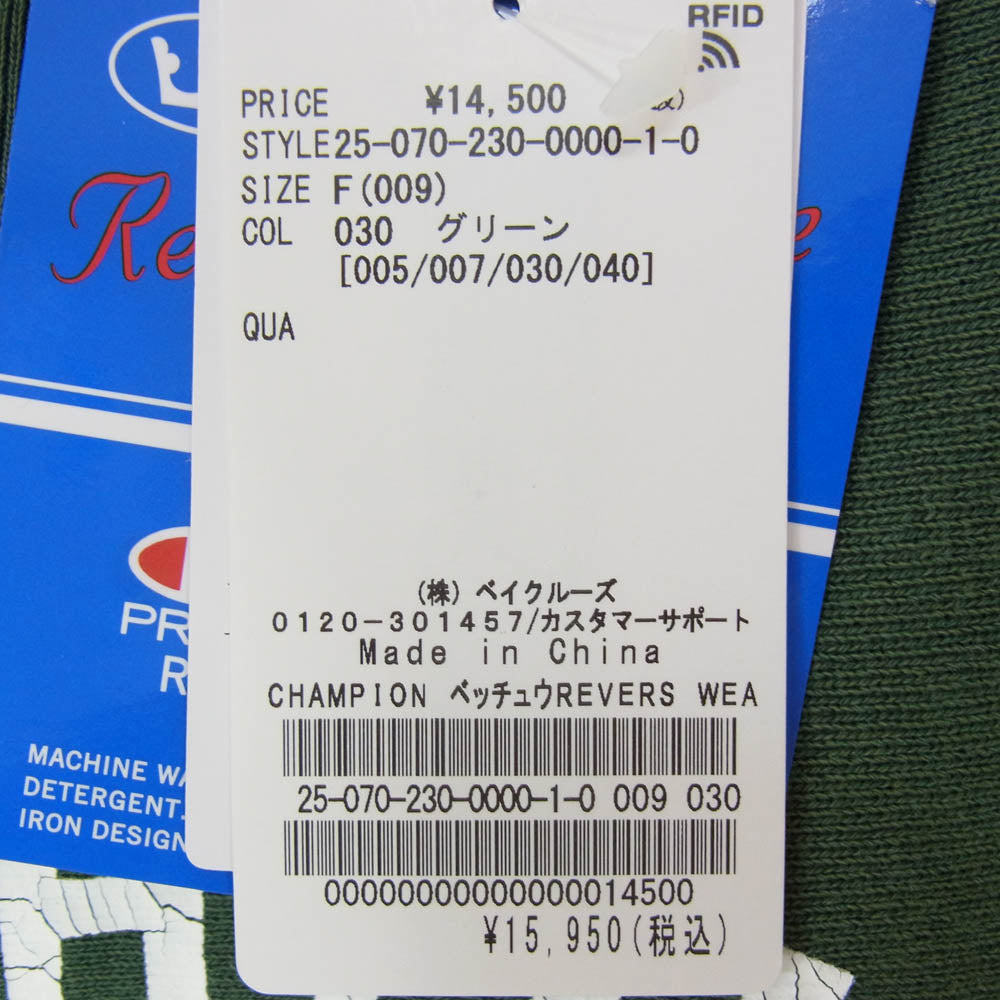 RFID
PRICE ¥14,500
STYLE25-070-230-0000-1-0
SIZE F(009)
COL 030 グリーン
[005/007/030/040]
QUA
(株)ベイクルーズ
0120-301457/カスタマーサポート
Made in China
CHAMPION ベッチュウREVERS WEA
25-070-230-0000-1-0 009 030
00000000000000014500
¥15,950(税込)
Re
e
PR
R
MACHINE WA
DETERGENT.
IRON DESIGN